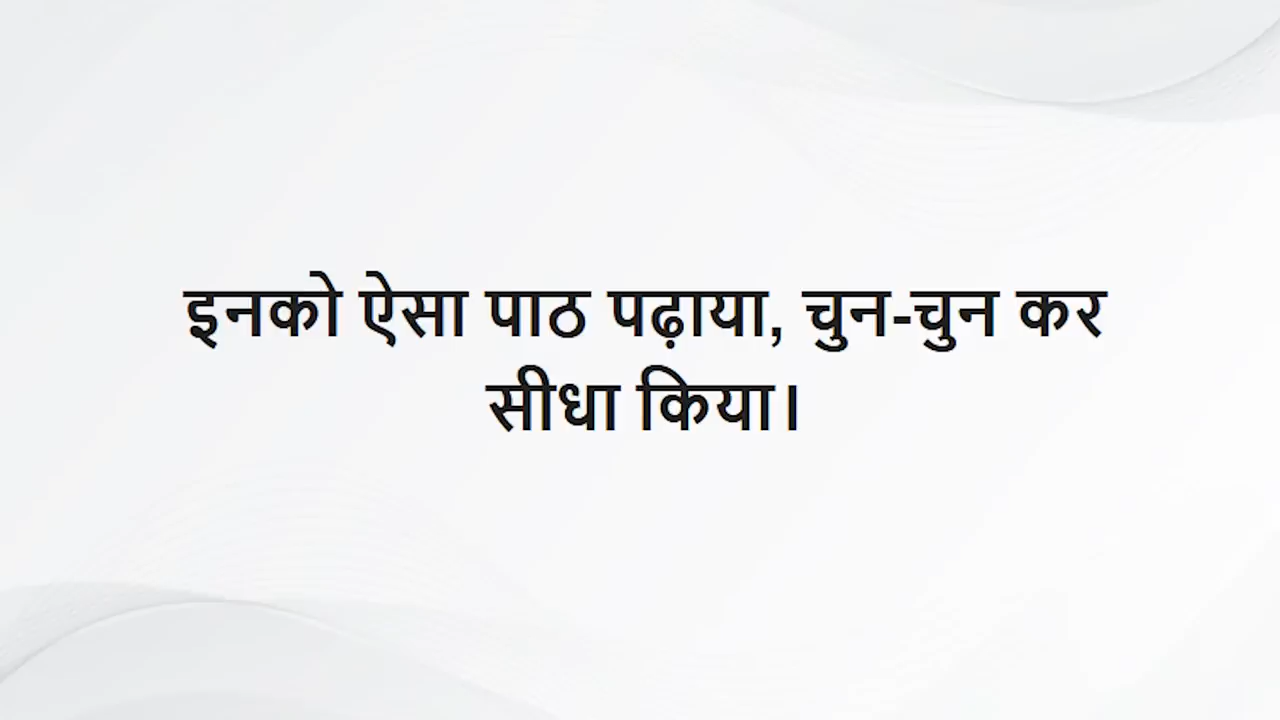 इनको ऐसा पाठ पढ़ाया, चुन-चुन कर
सीधा किया।